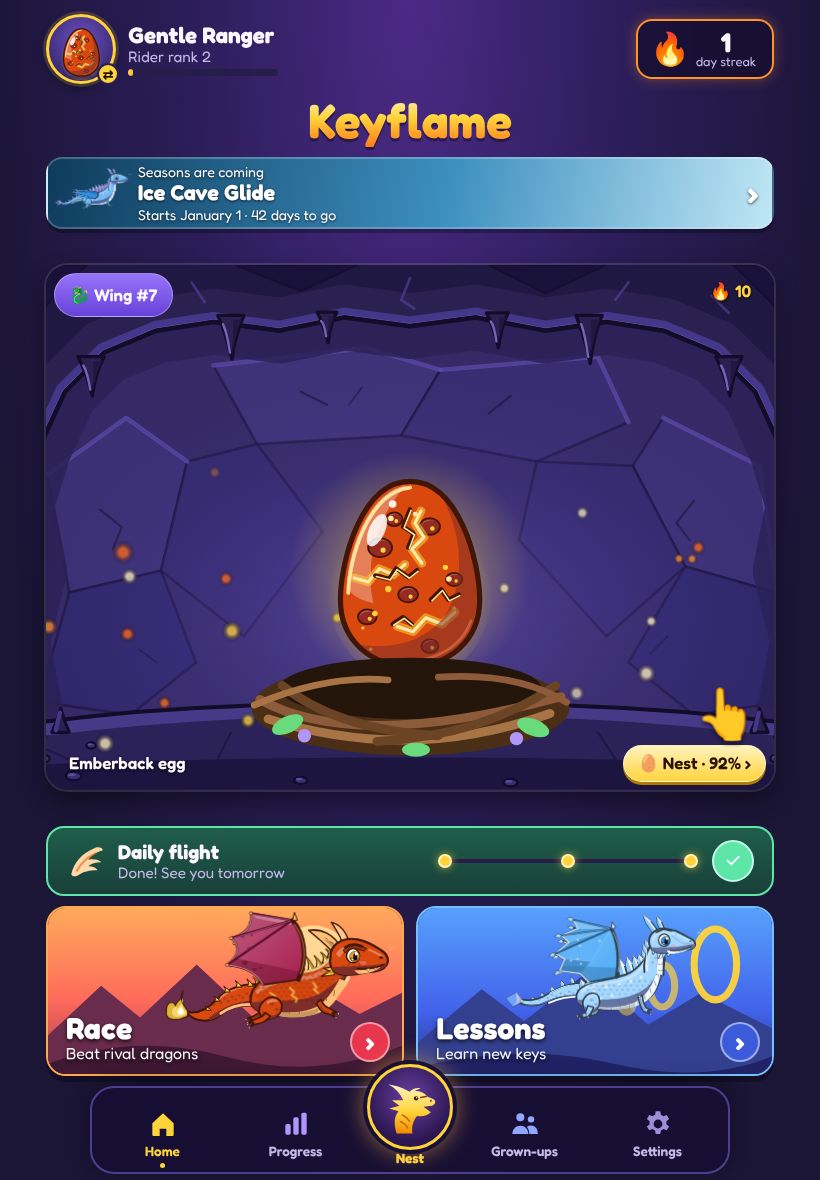 Gentle Ranger
Rider rank 2
1
day streak
Keyflame
Seasons are coming
Ice Cave Glide
Starts January 1 · 42 days to go
Wing #7
10
Emberback egg
Nest · 92% ›
Daily flight
Done! See you tomorrow
Race
Beat rival dragons
Lessons
Learn new keys
Home
Progress
Nest
Grown-ups
Settings